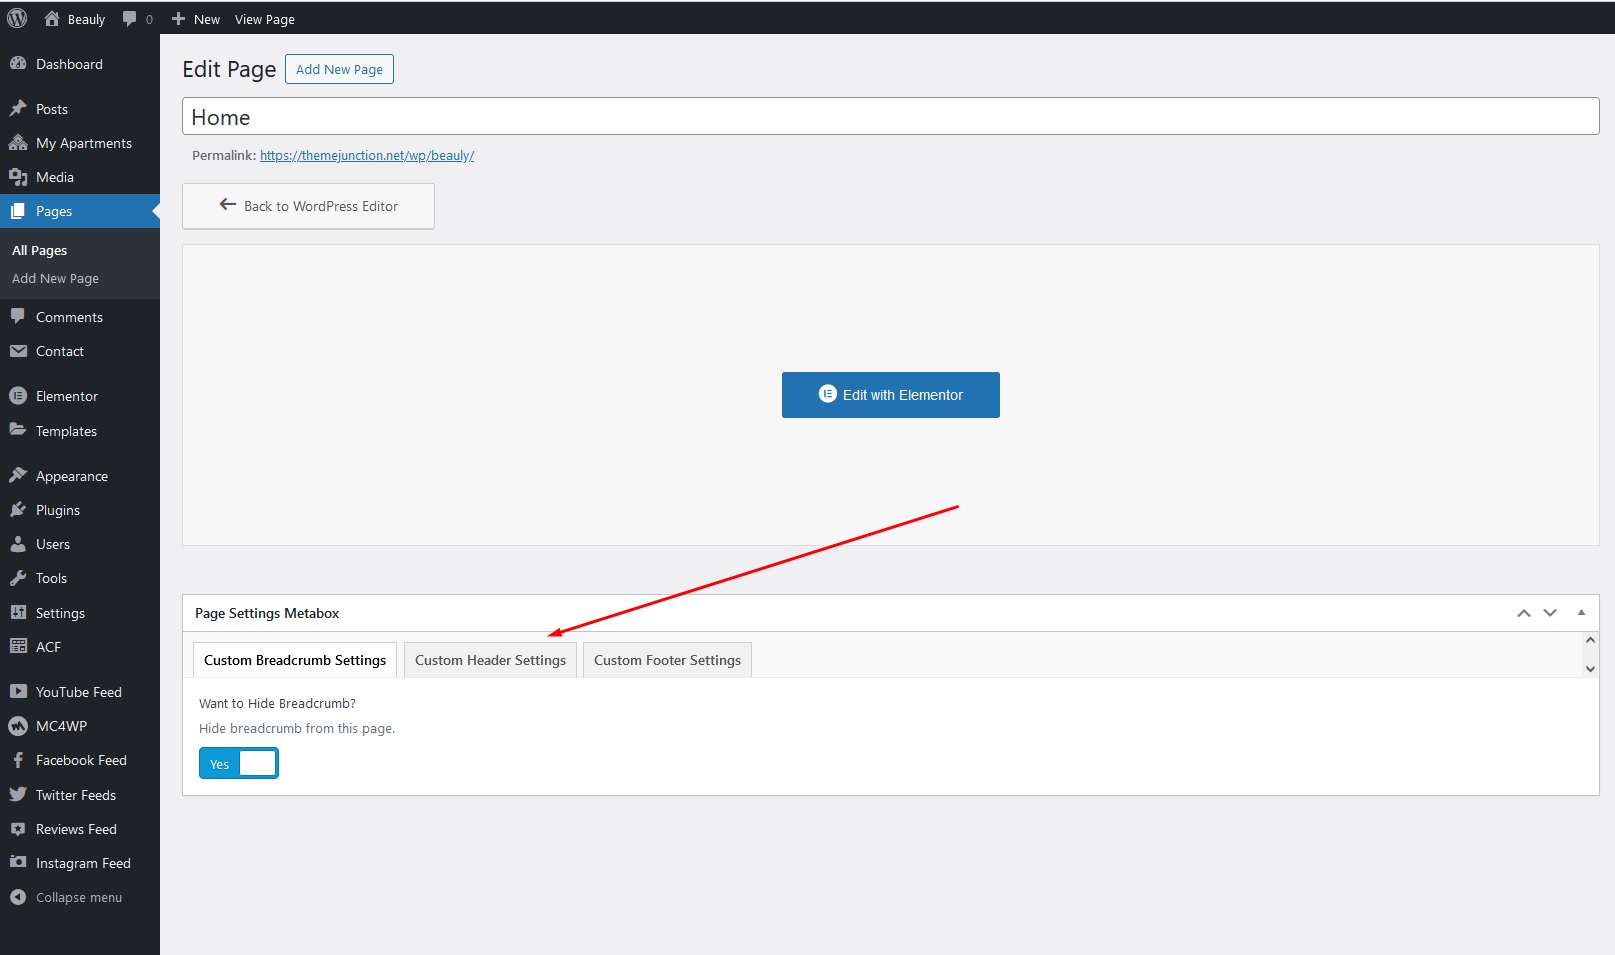 Beauly 0 New View Page
Dashboard
Posts
My Apartments
Media
Pages
All Pages
Add New Page
Comments
Contact
Elementor
Templates
Appearance
Plugins
Users
Tools
Settings
ACF
YouTube Feed
MC4WP
Facebook Feed
Twitter Feeds
Reviews Feed
Instagram Feed
Collapse menu
Edit Page Add New Page
Home
Permalink: https://themejunction.net/wp/beauly/
Back to WordPress Editor
Edit with Elementor
Page Settings Metabox
Custom Breadcrumb Settings Custom Header Settings Custom Footer Settings
Want to Hide Breadcrumb?
Hide breadcrumb from this page.
Yes